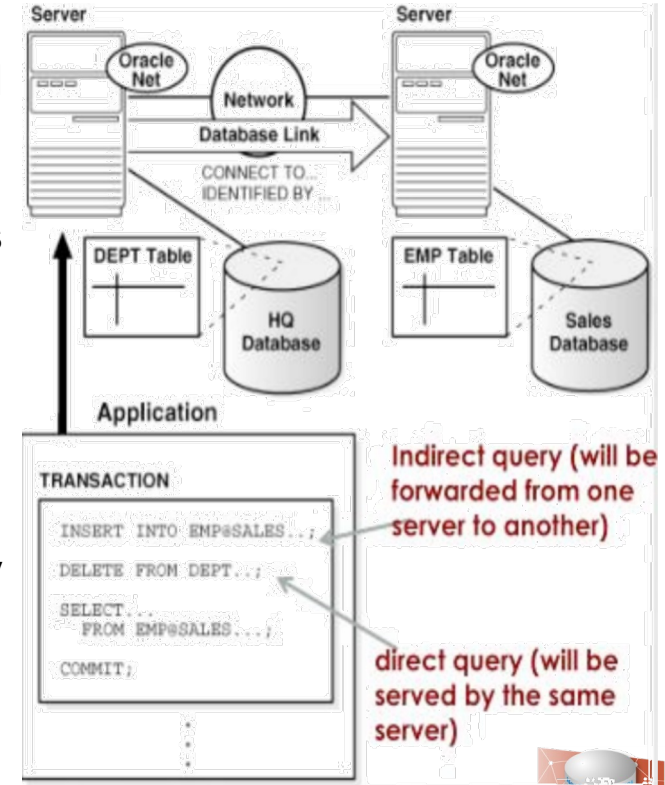 Server
Server
Oracle
Net
Oracle
Net
Network
Database Link
CONNECT TO...
IDENTIFIED BY ...
DEPT Table
EMP Table
HQ
Database
Sales
Database
Application
TRANSACTION
INSERT INTO EMP@SALES..;
DELETE FROM DEPT..;
SELECT...
FROM EMP@SALES...;
COMMIT;
Indirect query (will be
forwarded from one
server to another)
direct query (will be
served by the same
server)